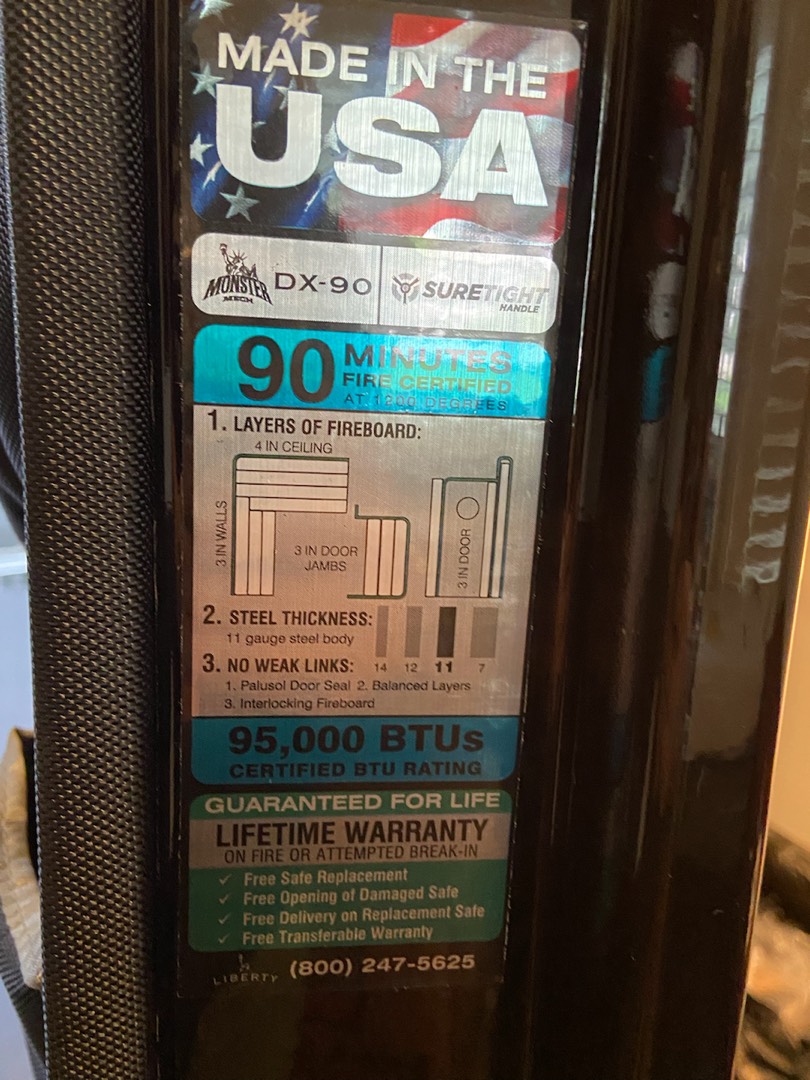 MADE IN THE
USA
MONSTER
MECH
DX-90
SURETIGHT
HANDLE
90 MINUTES
FIRE CERTIFIED
AT 1200 DEGREES
1. LAYERS OF FIREBOARD:
4 IN CEILING
3 IN WALLS
3 IN DOOR
JAMBS
3 IN DOOR
2. STEEL THICKNESS:
11 gauge steel body
14 12 11 7
3. NO WEAK LINKS:
1. Palusol Door Seal 2. Balanced Layers
3. Interlocking Fireboard
95,000 BTUs
CERTIFIED BTU RATING
GUARANTEED FOR LIFE
LIFETIME WARRANTY
ON FIRE OR ATTEMPTED BREAK-IN
✓ Free Safe Replacement
✓ Free Opening of Damaged Safe
✓ Free Delivery on Replacement Safe
✓ Free Transferable Warranty
LIBERTY (800) 247-5625